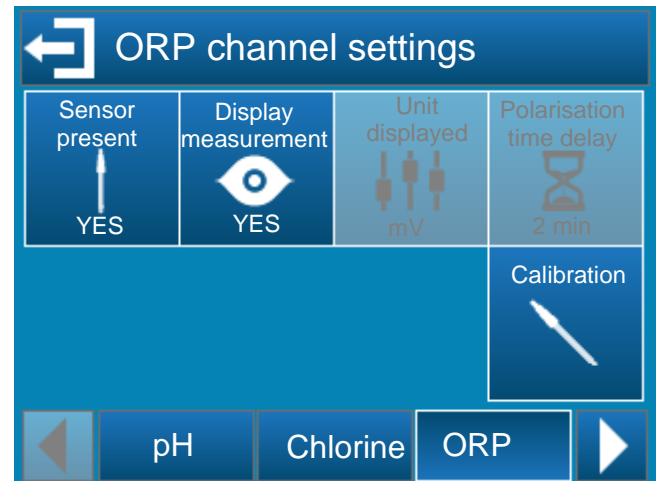 ORP channel settings
Sensor
present
YES
Display
measurement
YES
Unit
displayed
mV
Polarisation
time delay
2 min
Calibration
pH
Chlorine
ORP